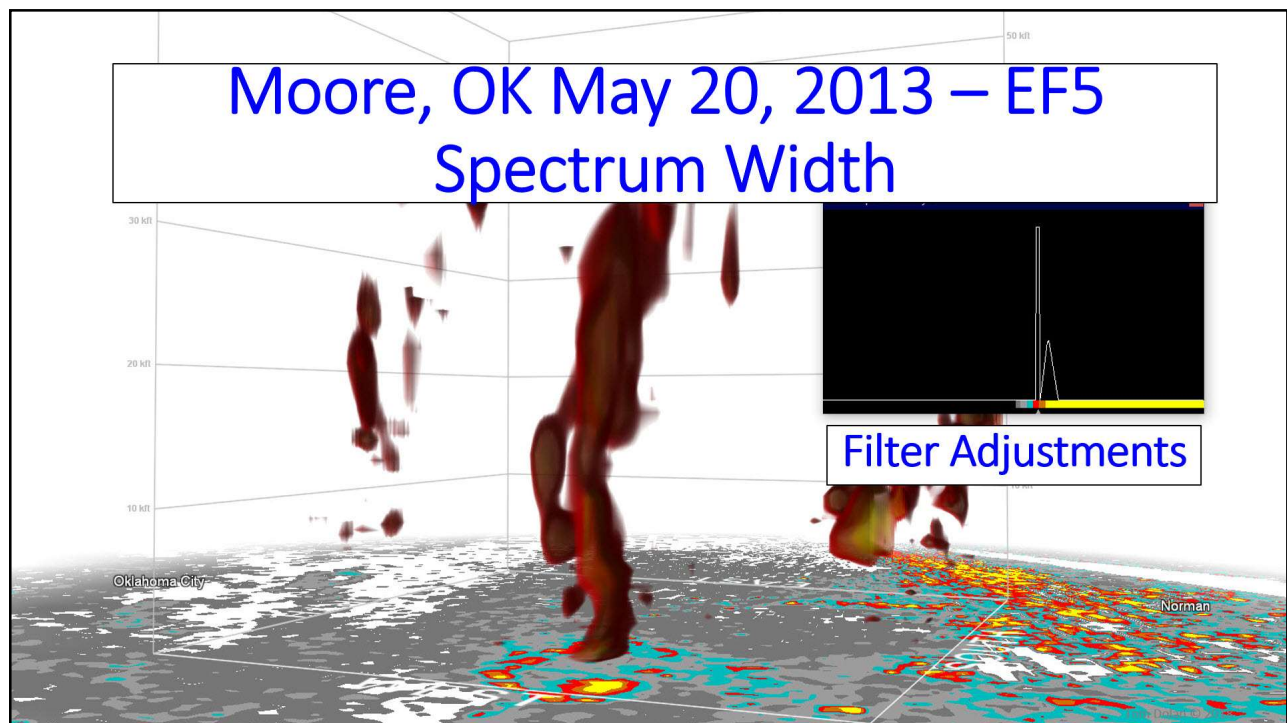 50 kft
Moore, OK May 20, 2013 – EF5
Spectrum Width
30 kft
20 kft
Filter Adjustments
10 kft
Oklahoma City
Norman